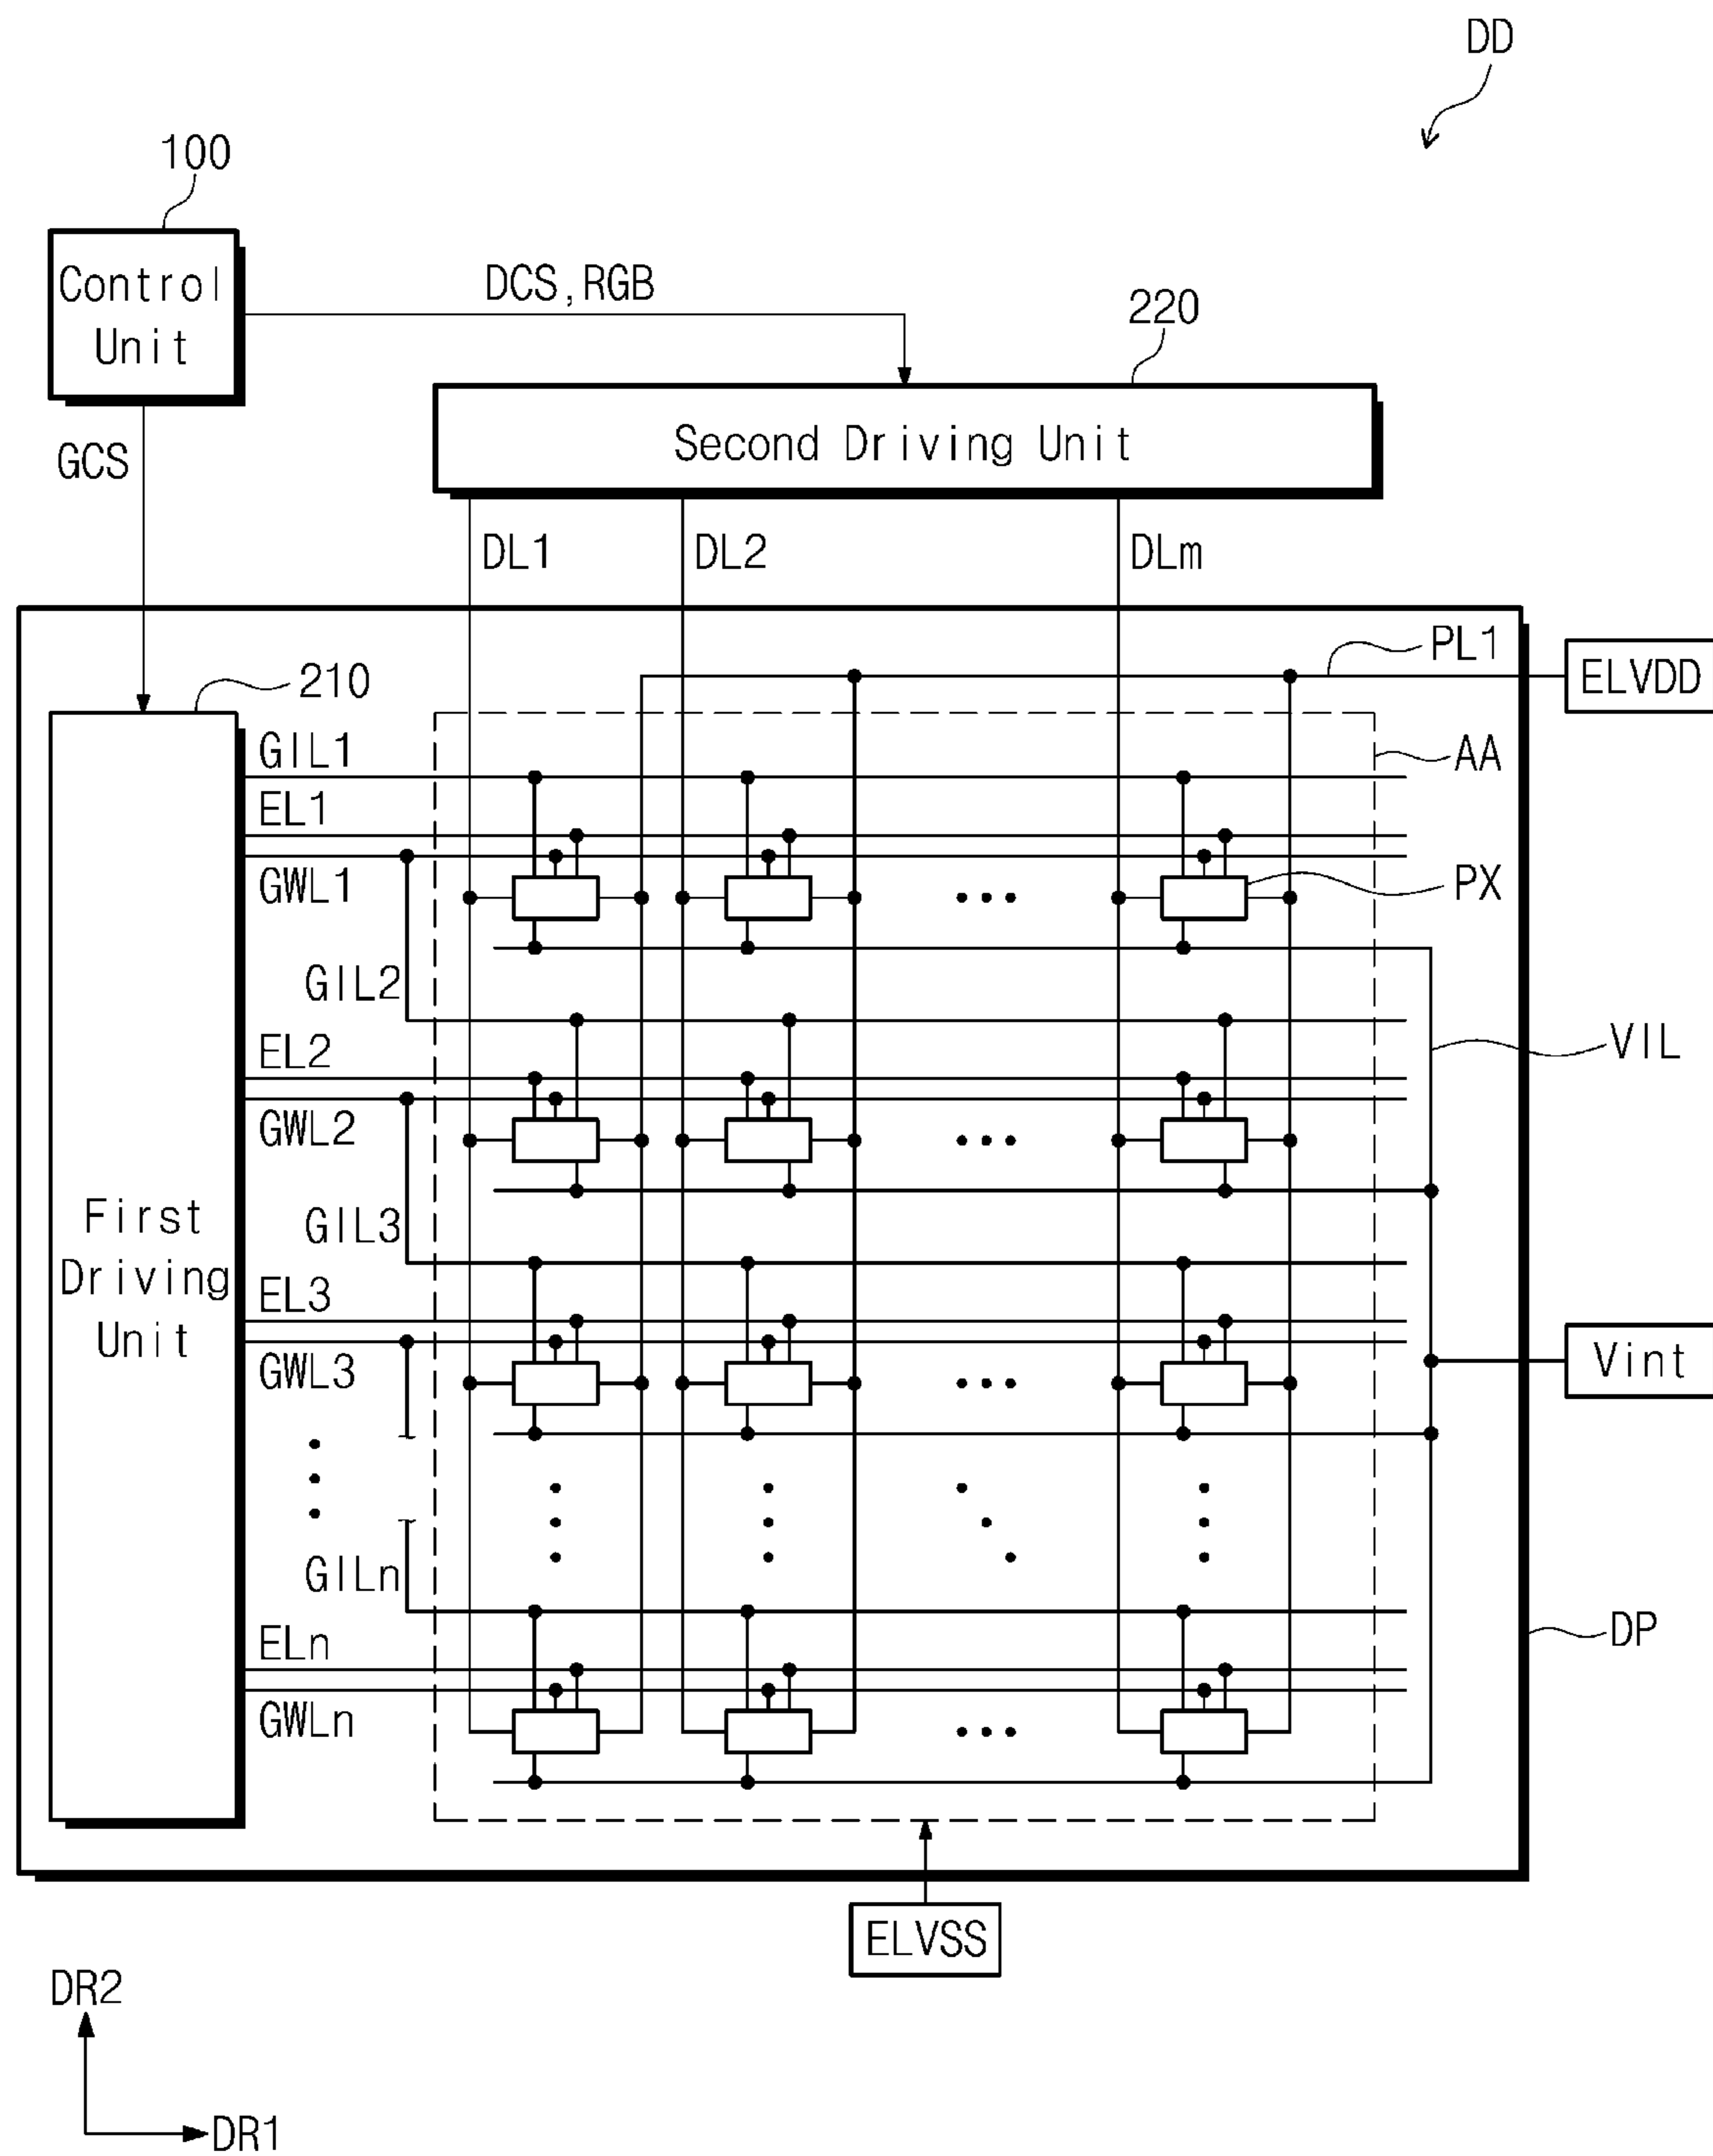 DD
100
Control
Unit
DCS,RGB
220
Second Driving Unit
GCS
DL1
DL2
DLm
PL1
ELVDD
210
GIL1
AA
EL1
GWL1
PX
GIL2
EL2
VIL
GWL2
First
Driving
Unit
GIL3
EL3
GWL3
Vint
GILn
ELn
DP
GWLn
ELVSS
DR2
DR1